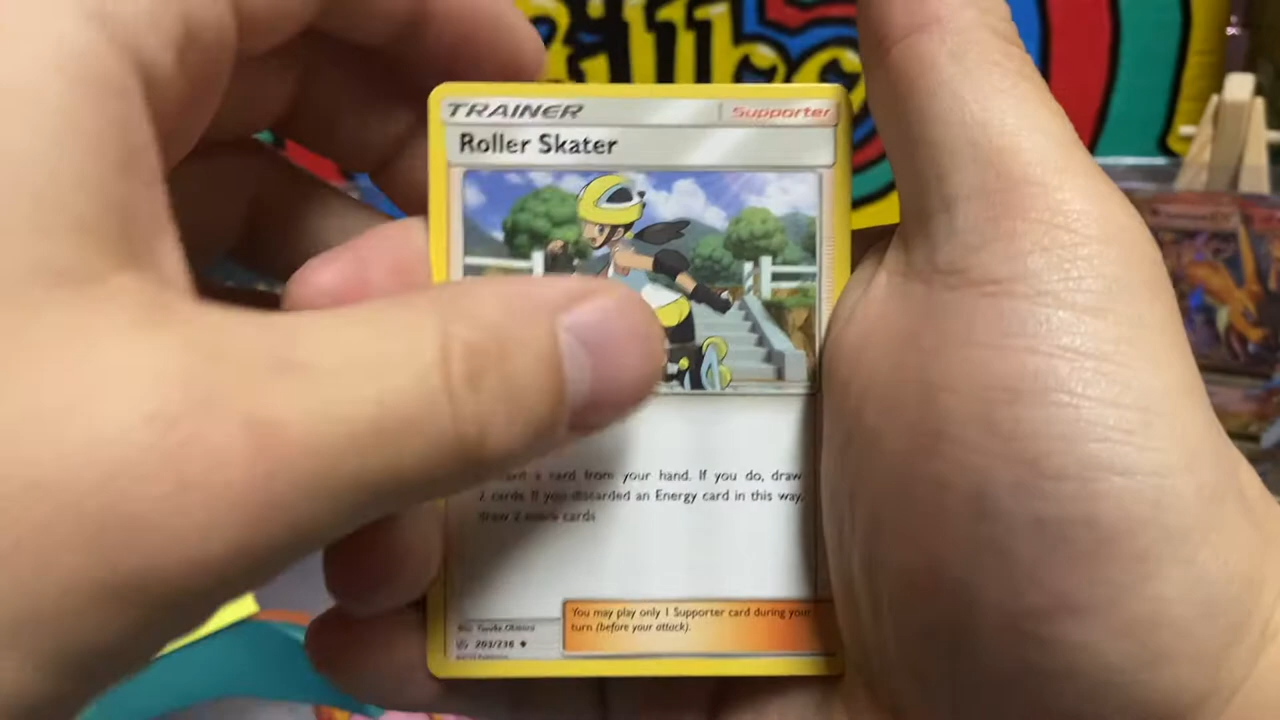 TRAINER
Supporter
Roller Skater
a card from your hand. If you do, draw
2 cards. If you discarded an Energy card in this way,
draw 2 more cards
You may play only 1 Supporter card during your
turn (before your attack).
203/236